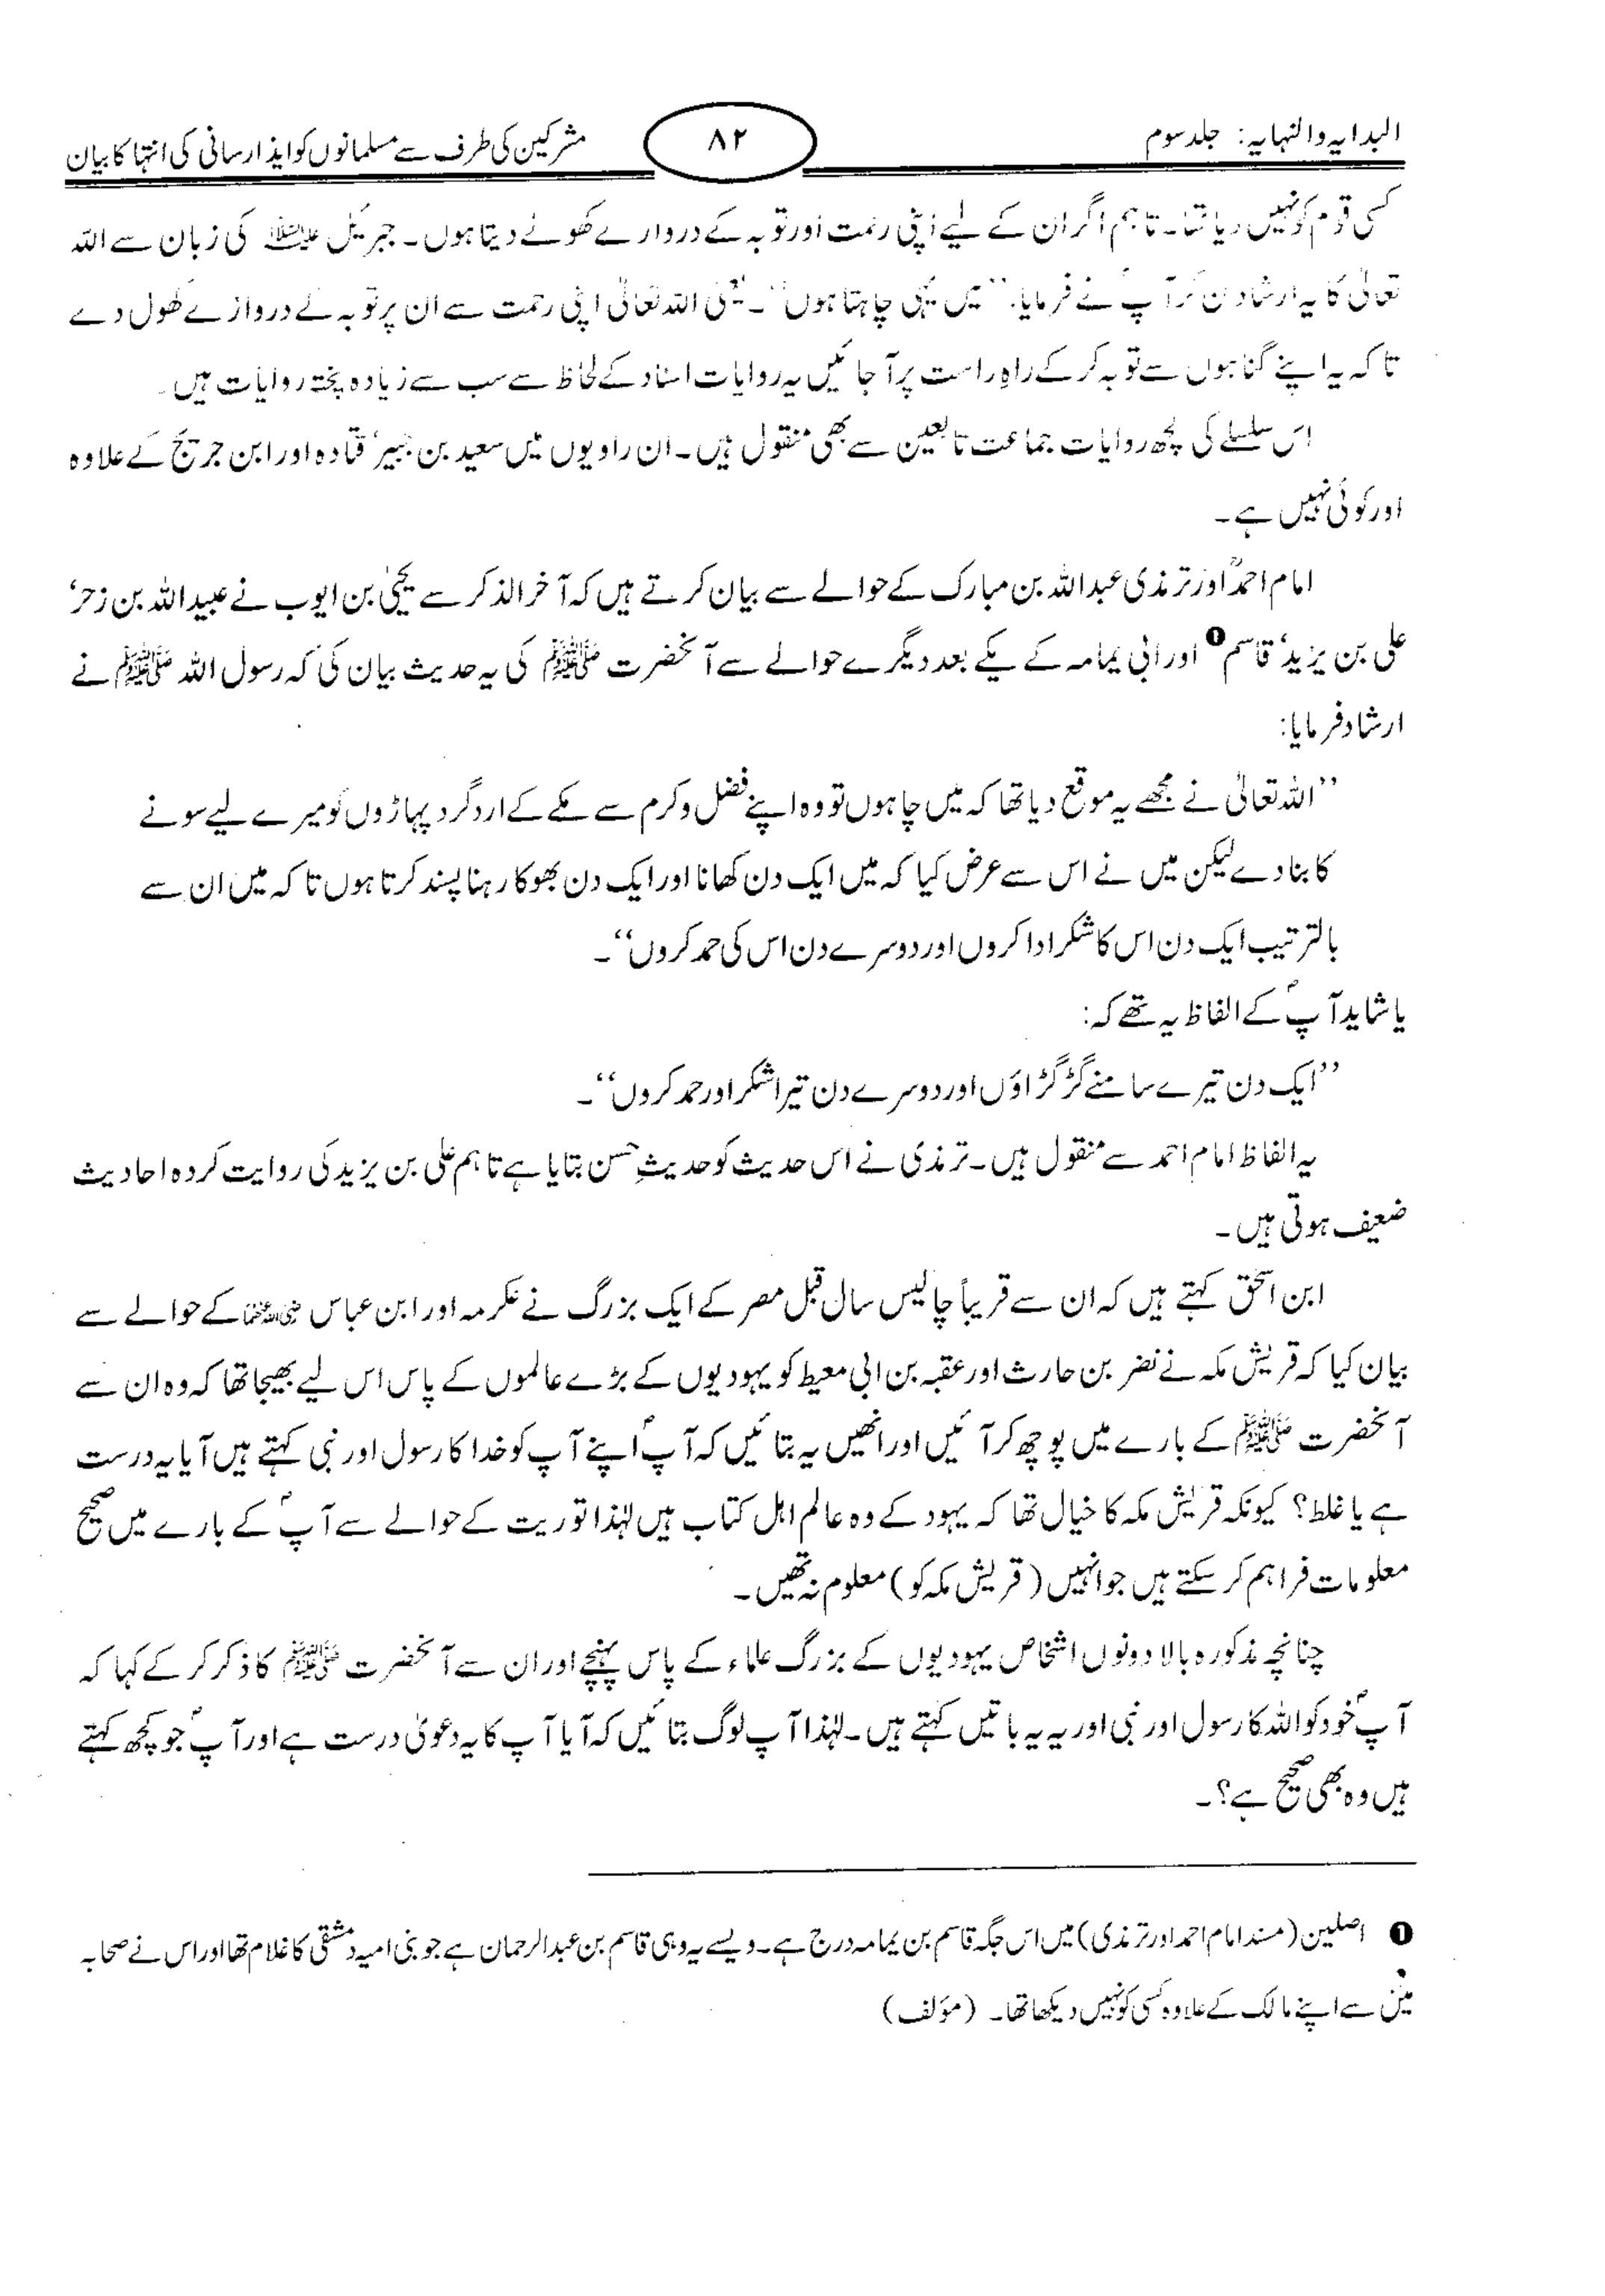 البدایہ والنہایہ: جلد سوم
۸۲
مشرکین کی طرف سے مسلمانوں کو ایذا رسانی کی انتہا کا بیان
کسی قوم کو نہیں دیا تھا۔ تاہم اگر ان کے لیے اپنی رحمت اور توبہ کے دروازے کھولے دیتا ہوں۔ جبریل علیہ السلام کی زبان سے اللہ
تعالیٰ کا یہ ارشاد سن کر آپؐ نے فرمایا: ’’میں یہی چاہتا ہوں‘‘۔ یعنی اللہ تعالیٰ اپنی رحمت سے ان پر توبہ کے دروازے کھول دے
تا کہ یہ اپنے گناہوں سے توبہ کر کے راہِ راست پر آ جائیں یہ روایات اسناد کے لحاظ سے سب سے زیادہ پختہ روایات ہیں۔
اس سلسلے کی کچھ روایات جماعت تابعین سے بھی منقول ہیں۔ ان راویوں میں سعید بن جبیر‘ قتادہ اور ابن جریج کے علاوہ
اور کوئی نہیں ہے۔
امام احمدؒ اور ترمذی عبداللہ بن مبارک کے حوالے سے بیان کرتے ہیں کہ آخر الذکر سے یحییٰ بن ایوب نے عبیداللہ بن زحر‘
علی بن یزید‘ قاسم ❶ اور ابی یمامہ کے یکے بعد دیگرے حوالے سے آنحضرت ﷺ کی یہ حدیث بیان کی کہ رسول اللہ ﷺ نے
ارشاد فرمایا:
’’اللہ تعالیٰ نے مجھے یہ موقع دیا تھا کہ میں چاہوں تو وہ اپنے فضل و کرم سے مکے کے اردگرد پہاڑوں کو میرے لیے سونے
کا بنا دے لیکن میں نے اس سے عرض کیا کہ میں ایک دن کھانا اور ایک دن بھوکا رہنا پسند کرتا ہوں تا کہ میں ان سے
بالترتیب ایک دن اس کا شکر ادا کروں اور دوسرے دن اس کی حمد کروں‘‘۔
یا شاید آپؐ کے الفاظ یہ تھے کہ:
’’ایک دن تیرے سامنے گڑگڑاؤں اور دوسرے دن تیرا شکر اور حمد کروں‘‘۔
یہ الفاظ امام احمد سے منقول ہیں۔ ترمذی نے اس حدیث کو حدیثِ حسن بتایا ہے تاہم علی بن یزید کی روایت کردہ احادیث
ضعیف ہوتی ہیں۔
ابن اسحٰق کہتے ہیں کہ ان سے قریباً چالیس سال قبل مصر کے ایک بزرگ نے عکرمہ اور ابن عباس رضی اللہ عنہما کے حوالے سے
بیان کیا کہ قریش مکہ نے نضر بن حارث اور عقبہ بن ابی معیط کو یہودیوں کے بڑے عالموں کے پاس اس لیے بھیجا تھا کہ وہ ان سے
آنحضرت ﷺ کے بارے میں پوچھ کر آئیں اور انھیں یہ بتائیں کہ آپؐ اپنے آپ کو خدا کا رسول اور نبی کہتے ہیں آیا یہ درست
ہے یا غلط؟ کیونکہ قریش مکہ کا خیال تھا کہ یہود کے وہ عالم اہل کتاب ہیں لہٰذا توریت کے حوالے سے آپؐ کے بارے میں صحیح
معلومات فراہم کر سکتے ہیں جو انہیں (قریش مکہ کو) معلوم نہ تھیں۔
چنانچہ مذکورہ بالا دونوں اشخاص یہودیوں کے بزرگ علماء کے پاس پہنچے اور ان سے آنحضرت ﷺ کا ذکر کر کے کہا کہ
آپؐ خود کو اللہ کا رسول اور نبی اور یہ یہ باتیں کہتے ہیں۔ لہٰذا آپ لوگ بتائیں کہ آیا آپ کا یہ دعویٰ درست ہے اور آپؐ جو کچھ کہتے
ہیں وہ بھی صحیح ہے؟۔
❶ اصلین (مسند امام احمد اور ترمذی) میں اس جگہ قاسم بن یمامہ درج ہے۔ ویسے یہ وہی قاسم بن عبدالرحمان ہے جو بنی امیہ دمشقی کا غلام تھا اور اس نے صحابہ
میں سے اپنے مالک کے علاوہ کسی کو نہیں دیکھا تھا۔ (مؤلف)